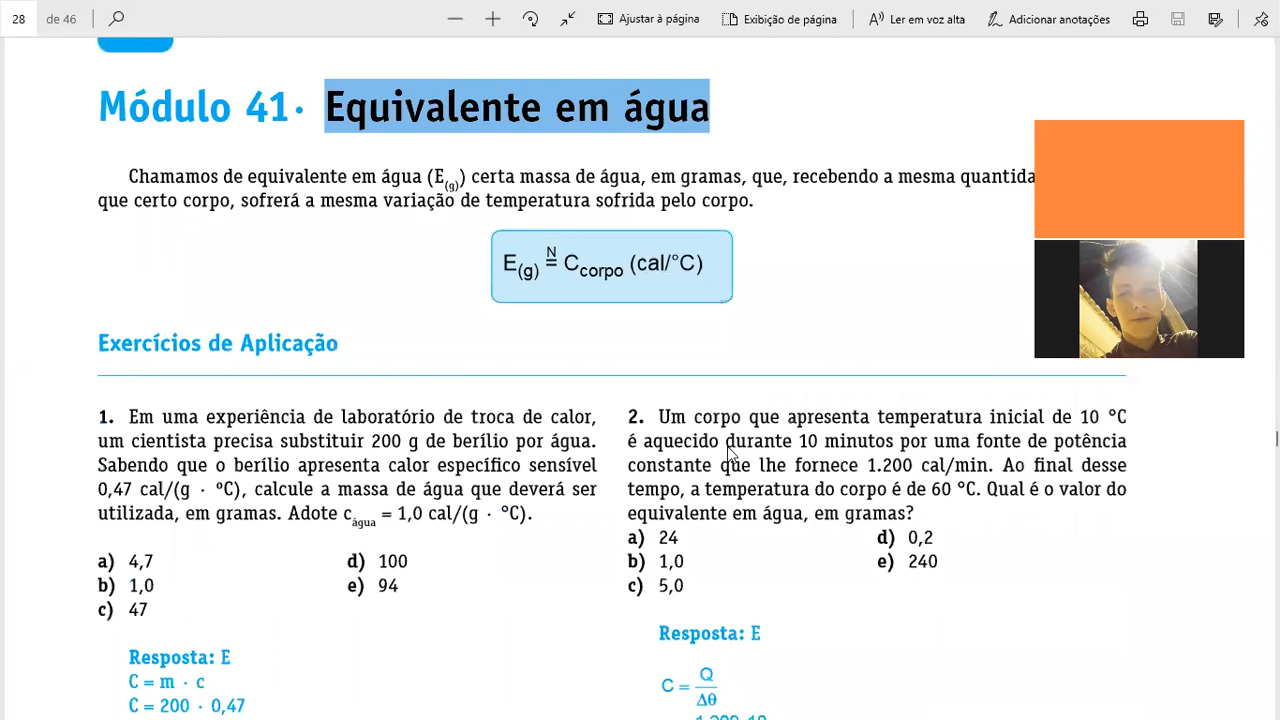 28 de 46 Ajustar à página Exibição de página Ler em voz alta Adicionar anotações
Módulo 41· Equivalente em água
Chamamos de equivalente em água (E(g)) certa massa de água, em gramas, que, recebendo a mesma quantida
que certo corpo, sofrerá a mesma variação de temperatura sofrida pelo corpo.
E(g) N= Ccorpo (cal/°C)
Exercícios de Aplicação
1. Em uma experiência de laboratório de troca de calor,
um cientista precisa substituir 200 g de berílio por água.
Sabendo que o berílio apresenta calor específico sensível
0,47 cal/(g · ºC), calcule a massa de água que deverá ser
utilizada, em gramas. Adote cágua = 1,0 cal/(g · °C).
a) 4,7
b) 1,0
c) 47
d) 100
e) 94
Resposta: E
C = m · c
C = 200 · 0,47
2. Um corpo que apresenta temperatura inicial de 10 °C
é aquecido durante 10 minutos por uma fonte de potência
constante que lhe fornece 1.200 cal/min. Ao final desse
tempo, a temperatura do corpo é de 60 °C. Qual é o valor do
equivalente em água, em gramas?
a) 24
b) 1,0
c) 5,0
d) 0,2
e) 240
Resposta: E
C = Q
Δθ
1.200·10